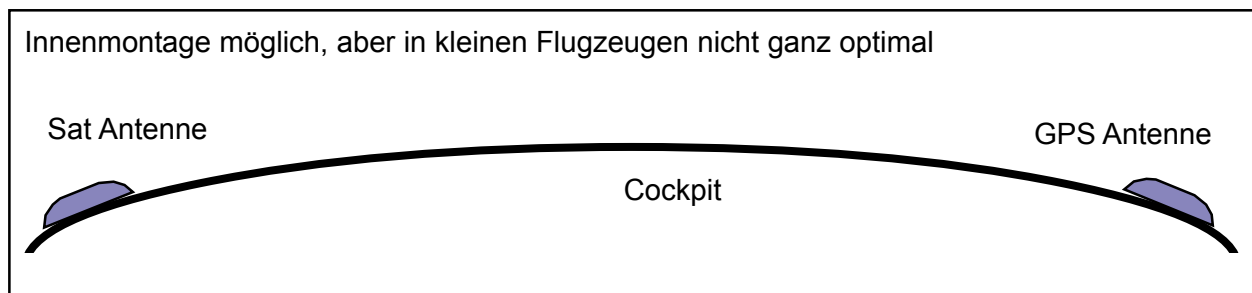 Innenmontage möglich, aber in kleinen Flugzeugen nicht ganz optimal
Sat Antenne
GPS Antenne
Cockpit